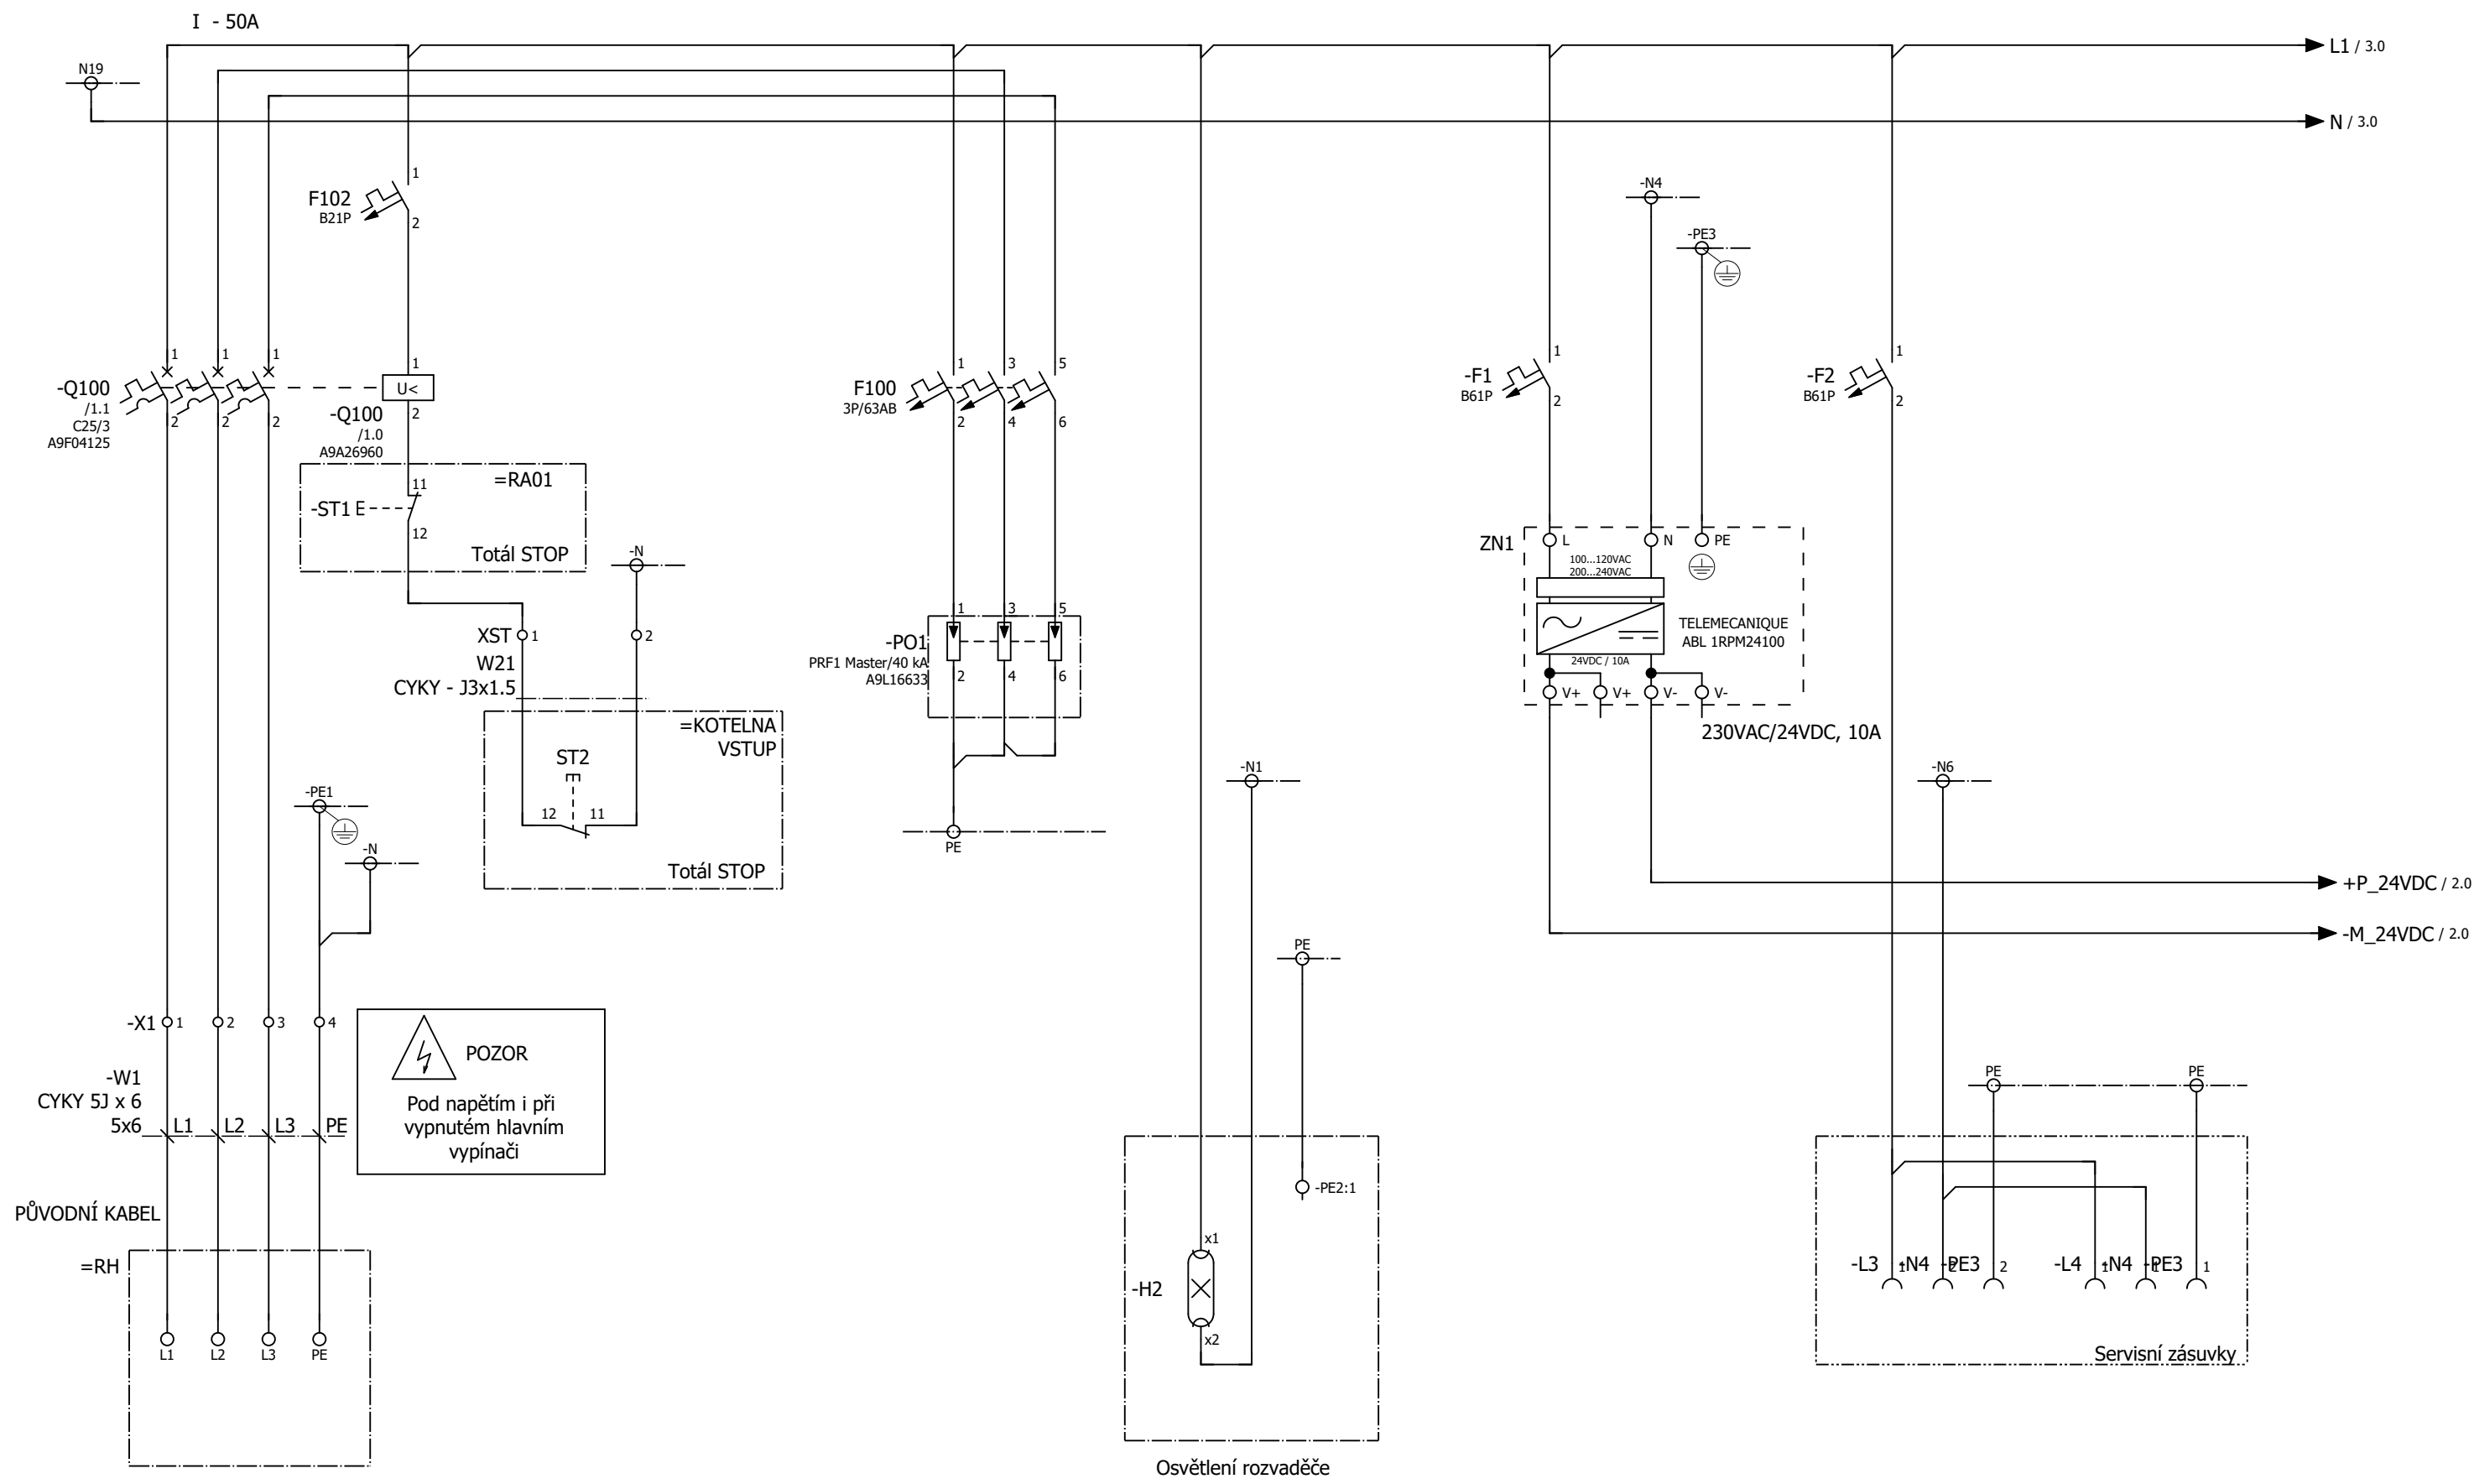 I - 50A
L1 / 3.0
N19
N / 3.0
1
F102
B21P
2
-N4
-PE3
1 1 1
-Q100
/1.1
C25/3
A9F04125
2 2 2
1
U<
2
-Q100
/1.0
A9A26960
1 3 5
F100
3P/63AB
2 4 6
1
-F1
B61P
2
1
-F2
B61P
2
=RA01
11
-ST1 E
12
Totál STOP
-N
XST 1 2
W21
CYKY - J3x1.5
=KOTELNA
VSTUP
ST2
12 11
Totál STOP
1 3 5
-PO1
PRF1 Master/40 kA
A9L16633
2 4 6
PE
ZN1
L N PE
100...120VAC
200...240VAC
TELEMECANIQUE
ABL 1RPM24100
24VDC / 10A
V+ V+ V- V-
230VAC/24VDC, 10A
-N1
-N6
-PE1
-N
+P_24VDC / 2.0
-M_24VDC / 2.0
PE
-X1 1 2 3 4
POZOR
Pod napětím i při
vypnutém hlavním
vypínači
-W1
CYKY 5J x 6
5x6 L1 L2 L3 PE
PŮVODNÍ KABEL
=RH
L1 L2 L3 PE
-PE2:1
x1
-H2
x2
Osvětlení rozvaděče
PE PE
-L3 1 -N4 2 -PE3 2 -L4 1 -N4 1 -PE3 1
Servisní zásuvky